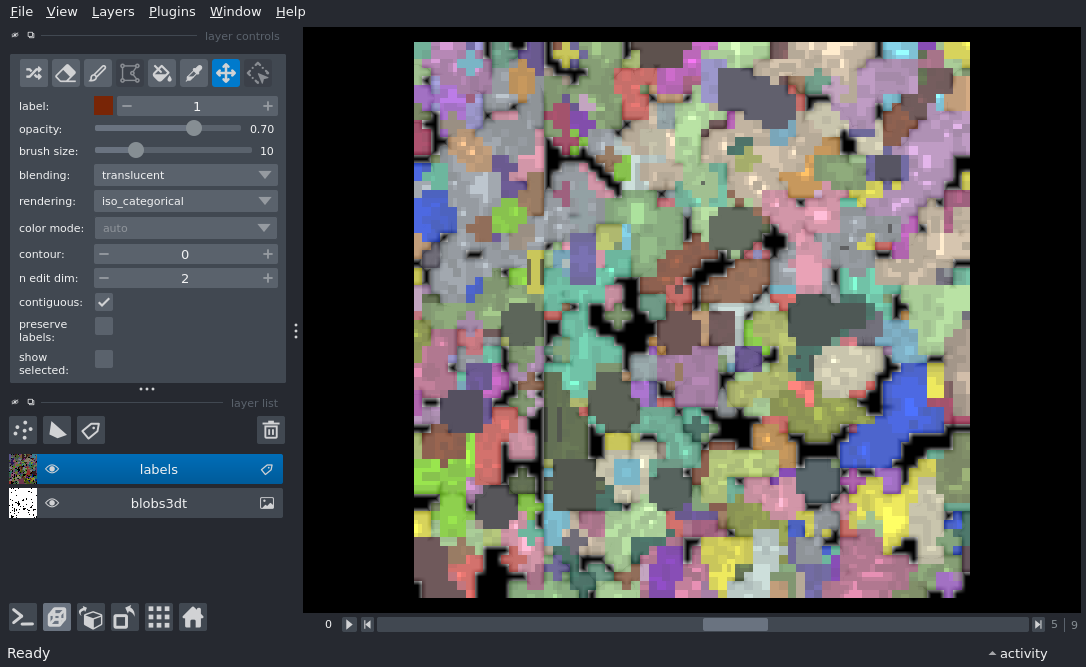 File View Layers Plugins Window Help
layer controls
label: 1
opacity: 0.70
brush size: 10
blending: translucent
rendering: iso_categorical
color mode: auto
contour: 0
n edit dim: 2
contiguous:
preserve
labels:
show
selected:
layer list
labels
blobs3dt
0 5 | 9
Ready
activity